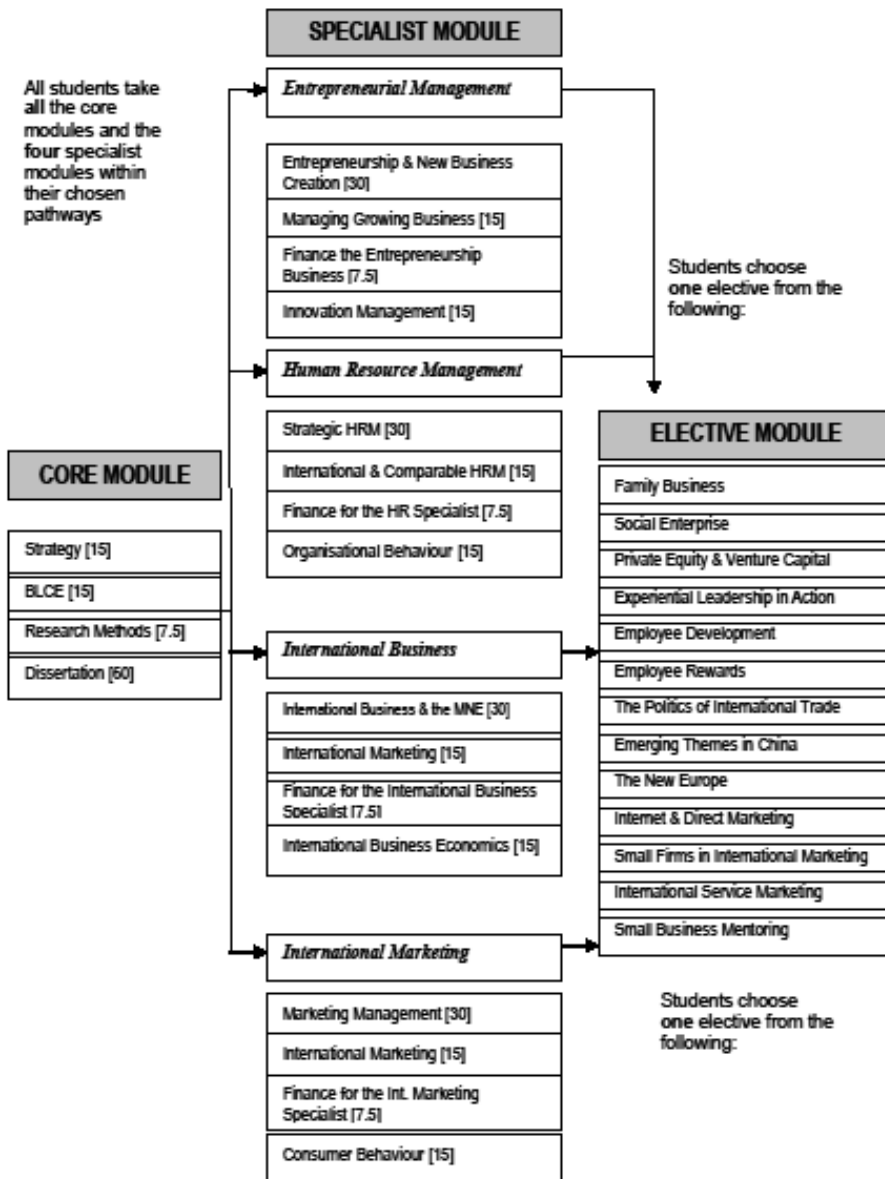 SPECIALIST MODULE
All students take
all the core
modules and the
four specialist
modules within
their chosen
pathways
Entrepreneurial Management
Entrepreneurship & New Business
Creation [30]
Managing Growing Business [15]
Finance the Entrepreneurship
Business [7.5]
Innovation Management [15]
Students choose
one elective from the
following:
Human Resource Management
Strategic HRM [30]
International & Comparable HRM [15]
Finance for the HR Specialist [7.5]
Organisational Behaviour [15]
CORE MODULE
Strategy [15]
BLCE [15]
Research Methods [7.5]
Dissertation [60]
International Business
International Business & the MNE [30]
International Marketing [15]
Finance for the International Business
Specialist [7.5]
International Business Economics [15]
International Marketing
Marketing Management [30]
International Marketing [15]
Finance for the Int. Marketing
Specialist [7.5]
Consumer Behaviour [15]
ELECTIVE MODULE
Family Business
Social Enterprise
Private Equity & Venture Capital
Experiential Leadership in Action
Employee Development
Employee Rewards
The Politics of International Trade
Emerging Themes in China
The New Europe
Internet & Direct Marketing
Small Firms in International Marketing
International Service Marketing
Small Business Mentoring
Students choose
one elective from the
following: